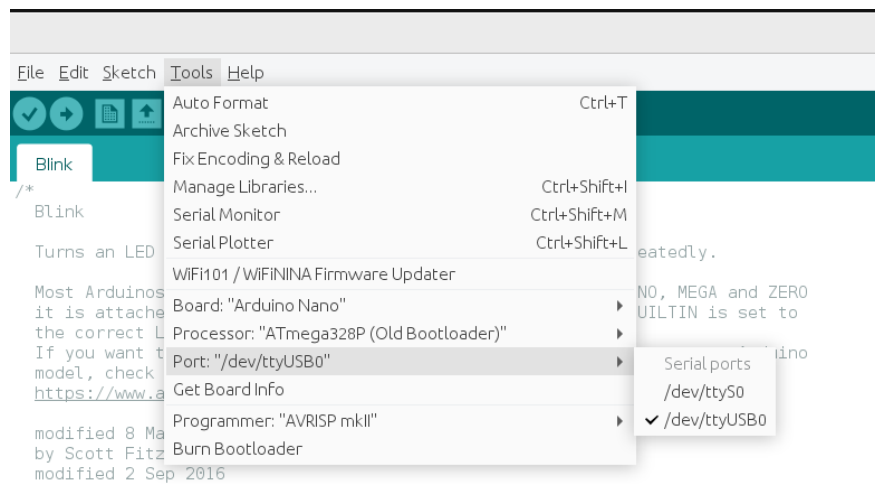 File Edit Sketch Tools Help
Auto Format Ctrl+T
Archive Sketch
Fix Encoding & Reload
Manage Libraries... Ctrl+Shift+I
Serial Monitor Ctrl+Shift+M
Serial Plotter Ctrl+Shift+L
WiFi101 / WiFiNINA Firmware Updater
Board: "Arduino Nano"
Processor: "ATmega328P (Old Bootloader)"
Port: "/dev/ttyUSB0"
Get Board Info
Programmer: "AVRISP mkII"
Burn Bootloader
Serial ports
/dev/ttyS0
/dev/ttyUSB0
Blink
/*
Blink
Turns an LED eatedly.
Most Arduinos NO, MEGA and ZERO
it is attache UILTIN is set to
the correct L
If you want t ino
model, check
https://www.a
modified 8 Ma
by Scott Fitz
modified 2 Sep 2016